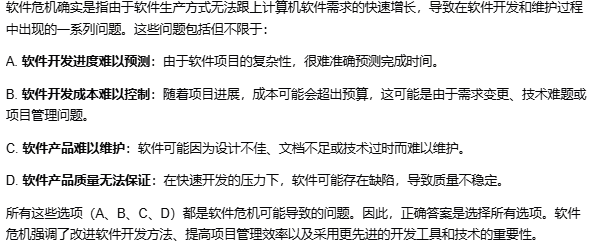 软件危机确实是指由于软件生产方式无法跟上计算机软件需求的快速增长，导致在软件开发和维护过程
中出现的一系列问题。这些问题包括但不限于：
A. 软件开发进度难以预测：由于软件项目的复杂性，很难准确预测完成时间。
B. 软件开发成本难以控制：随着项目进展，成本可能会超出预算，这可能是由于需求变更、技术难题或
项目管理问题。
C. 软件产品难以维护：软件可能因为设计不佳、文档不足或技术过时而难以维护。
D. 软件产品质量无法保证：在快速开发的压力下，软件可能存在缺陷，导致质量不稳定。
所有这些选项（A、B、C、D）都是软件危机可能导致的问题。因此，正确答案是选择所有选项。软件
危机强调了改进软件开发方法、提高项目管理效率以及采用更先进的开发工具和技术的重要性。